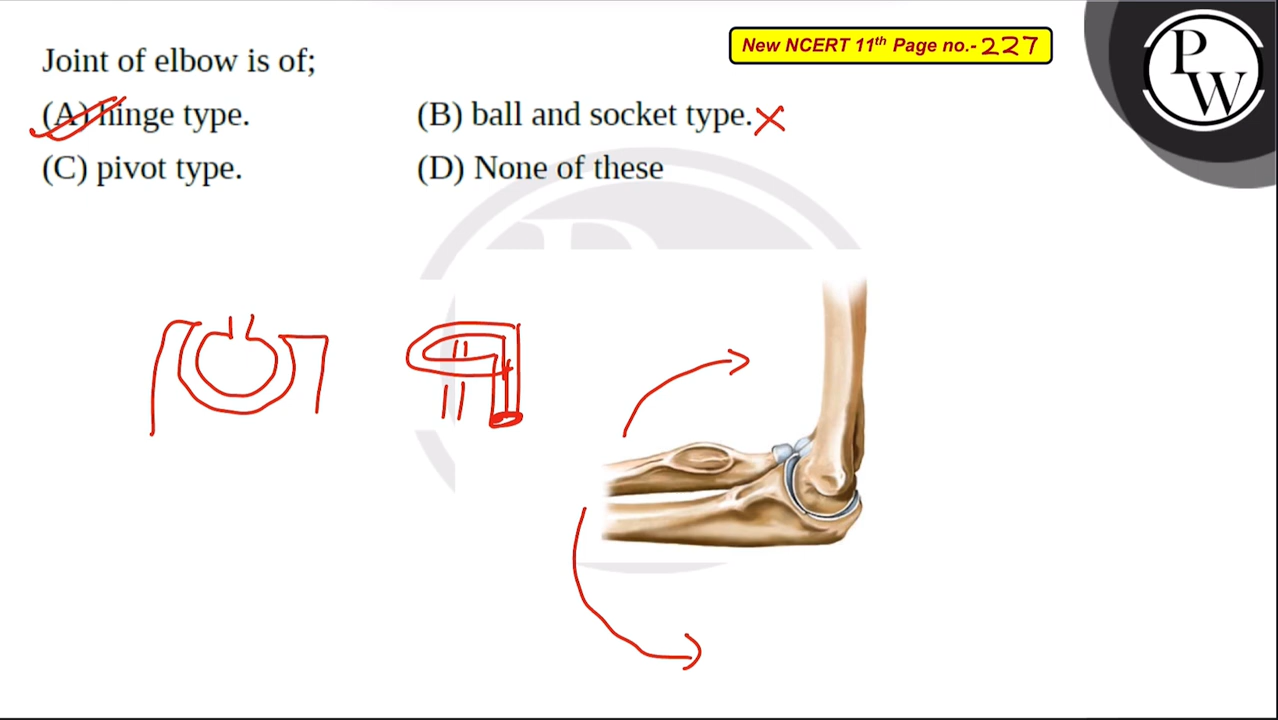 New NCERT 11th Page no.- 227
P
W
Joint of elbow is of;
(A) hinge type.
(B) ball and socket type.
(C) pivot type.
(D) None of these